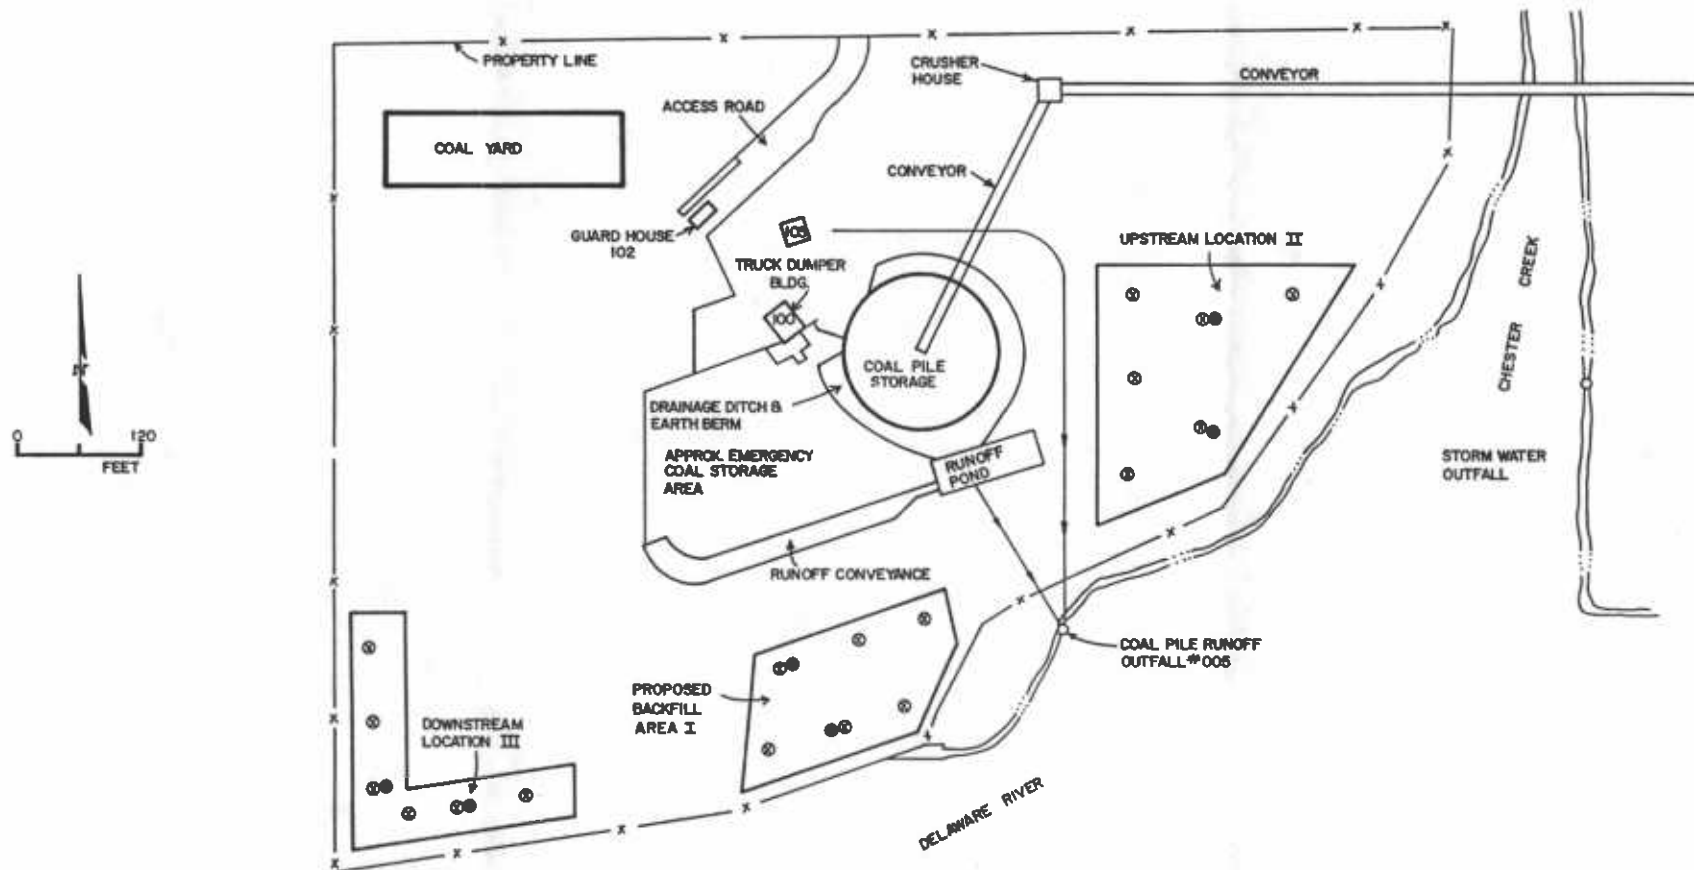 PROPERTY LINE
CRUSHER
HOUSE
CONVEYOR
ACCESS ROAD
COAL YARD
CONVEYOR
GUARD HOUSE
102
103
UPSTREAM LOCATION II
TRUCK DUMPER
BLDG.
100
CHESTER CREEK
N
COAL PILE
STORAGE
DRAINAGE DITCH &
EARTH BERM
0 120
FEET
APPROX. EMERGENCY
COAL STORAGE
AREA
RUNOFF
POND
STORM WATER
OUTFALL
RUNOFF CONVEYANCE
COAL PILE RUNOFF
OUTFALL #005
PROPOSED
BACKFILL
AREA I
DOWNSTREAM
LOCATION III
DELAWARE RIVER